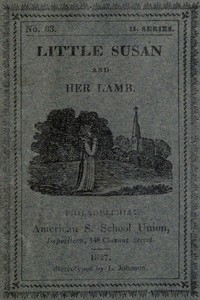 No. 83. II. SERIES.
LITTLE SUSAN
AND
HER LAMB.
PHILADELPHIA:
American S. School Union,
Depository, 146 Chesnut Street.
1827.
Stereotyped by L. Johnson.